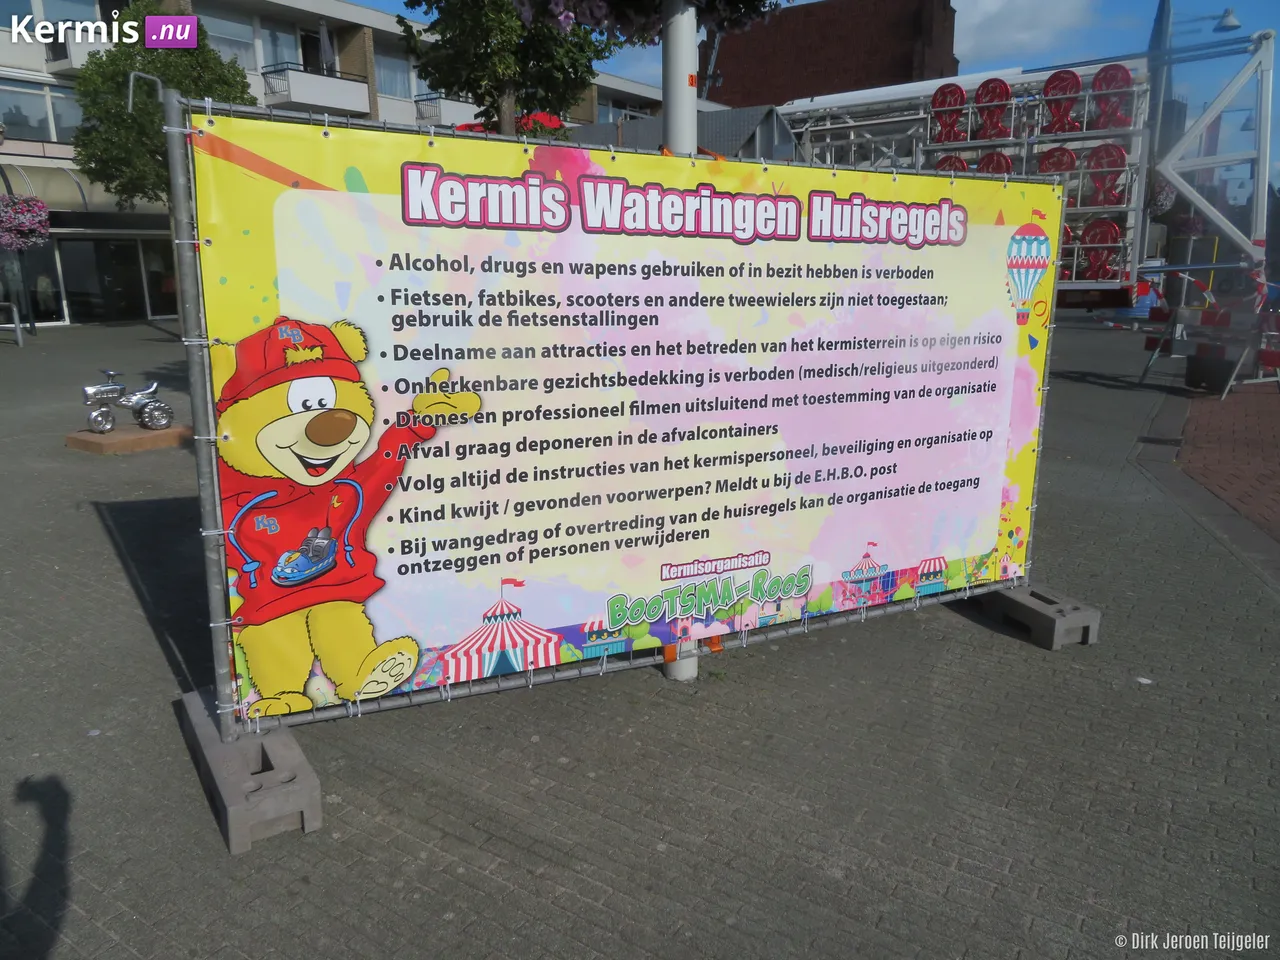 Kermis.nu
Kermis Wateringen Huisregels
• Alcohol, drugs en wapens gebruiken of in bezit hebben is verboden
• Fietsen, fatbikes, scooters en andere tweewielers zijn niet toegestaan;
gebruik de fietsenstallingen
• Deelname aan attracties en het betreden van het kermisterrein is op eigen risico
• Onherkenbare gezichtsbedekking is verboden (medisch/religieus uitgezonderd)
• Drones en professioneel filmen uitsluitend met toestemming van de organisatie
• Afval graag deponeren in de afvalcontainers
• Volg altijd de instructies van het kermispersoneel, beveiliging en organisatie op
• Kind kwijt / gevonden voorwerpen? Meldt u bij de E.H.B.O. post
• Bij wangedrag of overtreding van de huisregels kan de organisatie de toegang
ontzeggen of personen verwijderen
KB
KB
Kermisorganisatie
BOOTSMA-ROOS
© Dirk Jeroen Teijgeler